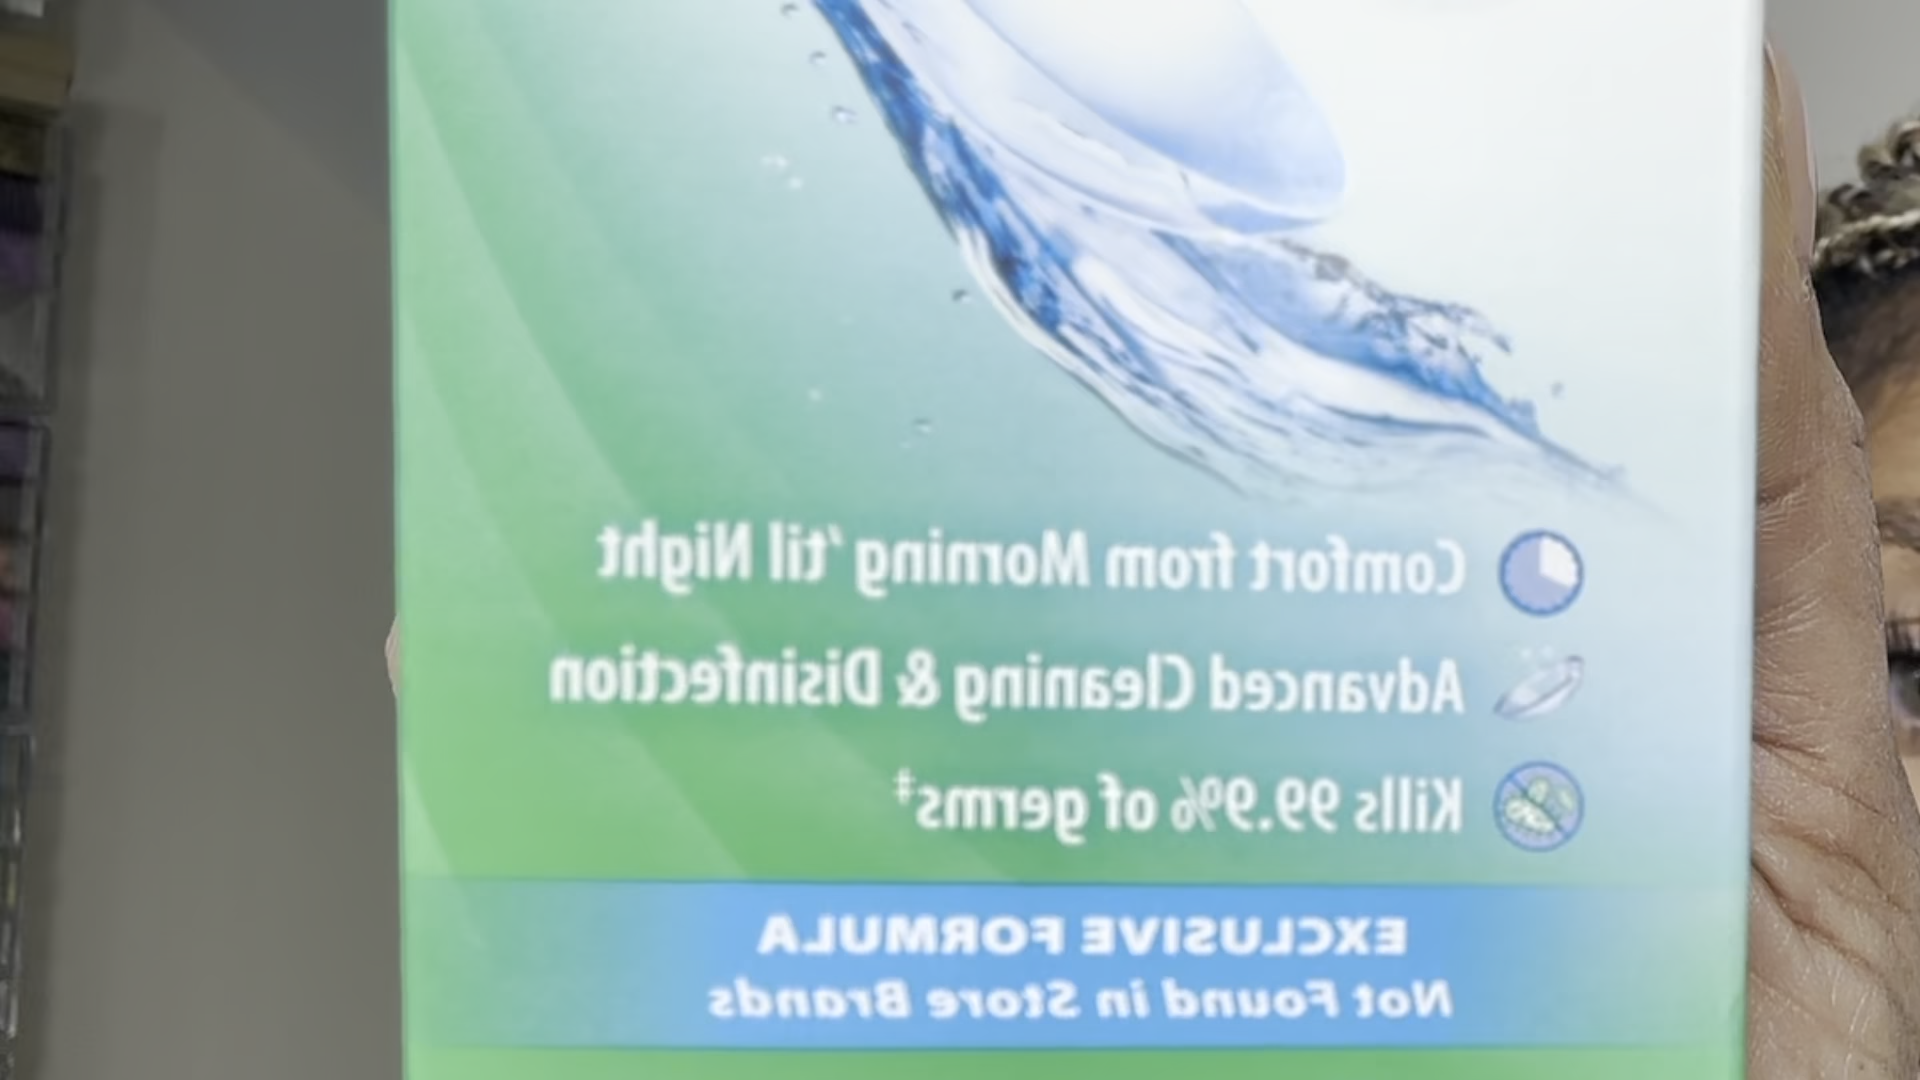 Comfort from Morning 'til Night
Advanced Cleaning & Disinfection
Kills 99.9% of germs‡
EXCLUSIVE FORMULA
Not Found in Store Brands